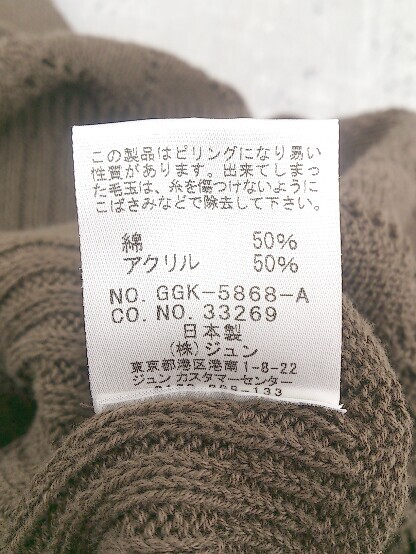 この製品はピリングになり易い
性質があります。出来てしまっ
た毛玉は、糸を傷つけないように
こばさみなどで除去して下さい。
綿 50%
アクリル 50%
NO. GGK-5868-A
CO. NO. 33269
日本製
(株)ジュン
東京都港区港南1-8-22
ジュン カスタマーセンター
133